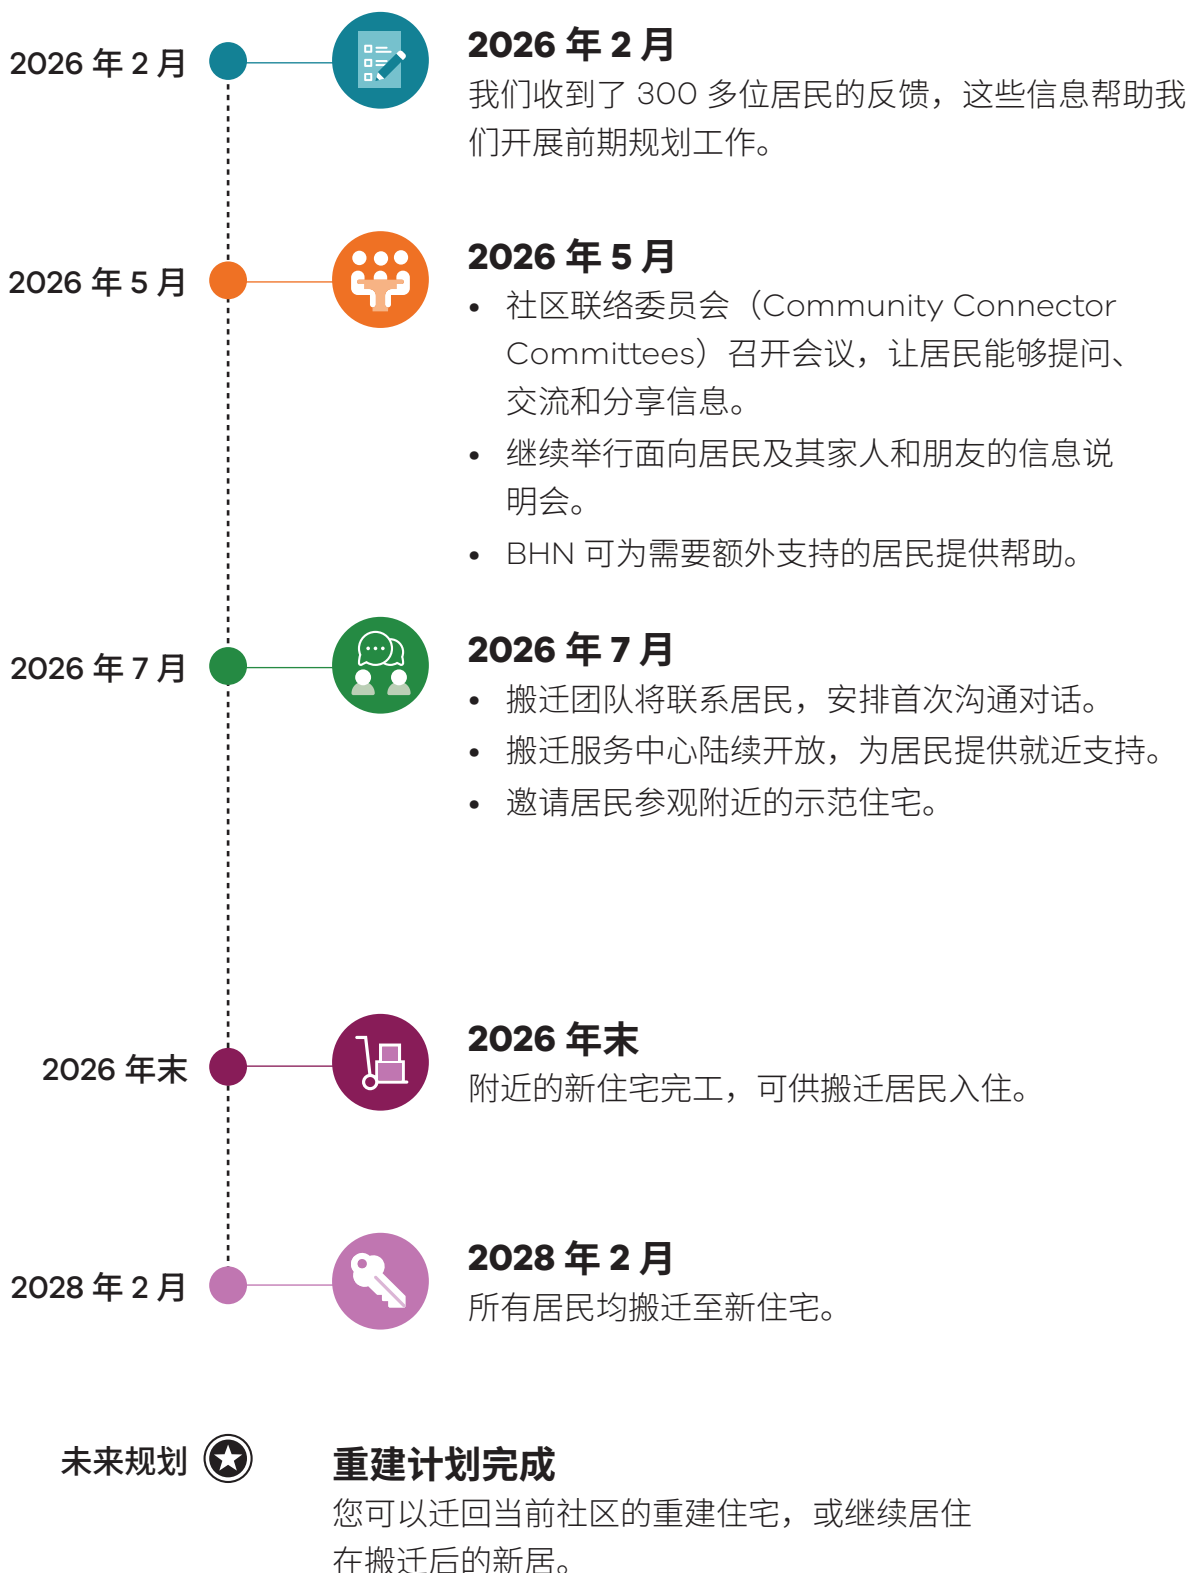 2026 年 2 月
2026 年 2 月
我们收到了 300 多位居民的反馈，这些信息帮助我
们开展前期规划工作。
2026 年 5 月
2026 年 5 月
• 社区联络委员会（Community Connector
Committees）召开会议，让居民能够提问、
交流和分享信息。
• 继续举行面向居民及其家人和朋友的信息说
明会。
• BHN 可为需要额外支持的居民提供帮助。
2026 年 7 月
2026 年 7 月
• 搬迁团队将联系居民，安排首次沟通对话。
• 搬迁服务中心陆续开放，为居民提供就近支持。
• 邀请居民参观附近的示范住宅。
2026 年末
2026 年末
附近的新住宅完工，可供搬迁居民入住。
2028 年 2 月
2028 年 2 月
所有居民均搬迁至新住宅。
未来规划
重建计划完成
您可以迁回当前社区的重建住宅，或继续居住
在搬迁后的新居。